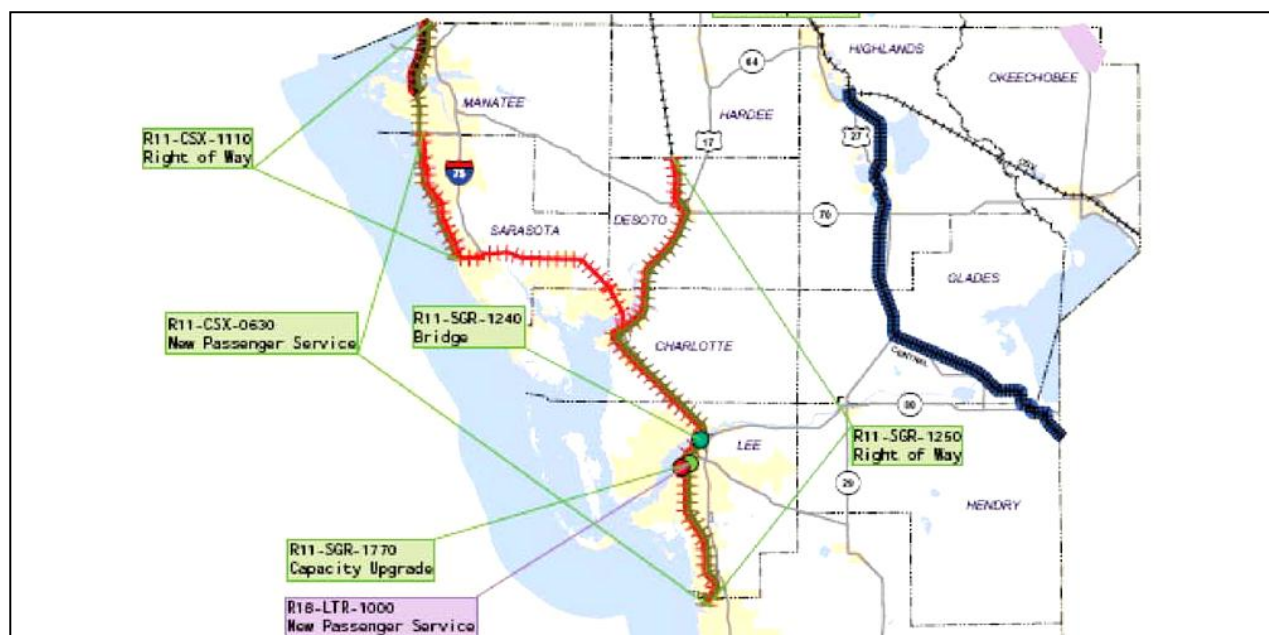 HIGHLANDS
OKEECHOBEE
64
MANATEE
HARDEE
27
17
R11-CSX-1110
Right of Way
CSX
75
DESOTO
70
SARASOTA
GLADES
R11-CSX-0630
New Passenger Service
R11-SGR-1240
Bridge
CHARLOTTE
CENTRAL
80
LEE
R11-SGR-1250
Right of Way
29
HENDRY
R11-SGR-1770
Capacity Upgrade
R18-LTR-1000
New Passenger Service